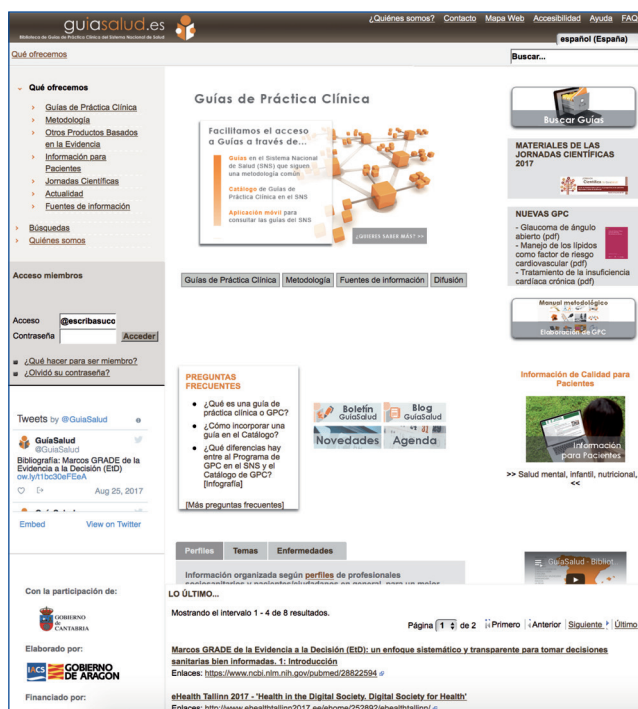 guiasalud.es
Biblioteca de Guías de Práctica Clínica del Sistema Nacional de Salud
¿Quiénes somos? Contacto Mapa Web Accesibilidad Ayuda FAQ
español (España)
Qué ofrecemos
Buscar...
Qué ofrecemos
Guías de Práctica Clínica
Metodología
Otros Productos Basados
en la Evidencia
Información para
Pacientes
Jornadas Científicas
Actualidad
Fuentes de información
Búsquedas
Quiénes somos
Acceso miembros
Acceso @escribasuco
Contraseña Acceder
¿Qué hacer para ser miembro?
¿Olvidó su contraseña?
Tweets by @GuiaSalud
GuíaSalud
@GuiaSalud
Bibliografía: Marcos GRADE de la
Evidencia a la Decisión (EtD)
ow.ly/t1bc30eFEeA
Aug 25, 2017
Embed View on Twitter
Con la participación de:
GOBIERNO
de
CANTABRIA
Elaborado por:
IACS GOBIERNO
DE ARAGON
Financiado por:
Guías de Práctica Clínica
Facilitamos el acceso
a Guías a través de...
Guías en el Sistema Nacional
de Salud (SNS) que siguen
una metodología común
Catálogo de Guías de
Práctica Clínica en el SNS
Aplicación móvil para
consultar las guías del SNS
¿QUIERES SABER MÁS? >>
Guías de Práctica Clínica Metodología Fuentes de información Difusión
PREGUNTAS
FRECUENTES
¿Qué es una guía de
práctica clínica o GPC?
¿Cómo incorporar una
guía en el Catálogo?
¿Qué diferencias hay
entre al Programa de
GPC en el SNS y el
Catálogo de GPC?
[Infografía]
[Más preguntas frecuentes]
Boletín
GuíaSalud
Blog
GuíaSalud
Novedades Agenda
Perfiles Temas Enfermedades
Información organizada según perfiles de profesionales
Buscar Guías
MATERIALES DE LAS
JORNADAS CIENTÍFICAS
2017
NUEVAS GPC
- Glaucoma de ángulo
abierto (pdf)
- Manejo de los lípidos
como factor de riesgo
cardiovascular (pdf)
- Tratamiento de la insuficiencia
cardíaca crónica (pdf)
Manual metodológico
Elaboración de GPC
Información de Calidad para
Pacientes
Información
para Pacientes
>> Salud mental, infantil, nutricional,
<<
GuíaSalud - Bibliot
LO ÚLTIMO...
Mostrando el intervalo 1 - 4 de 8 resultados.
Página 1 de 2 Primero Anterior Siguiente Último
Marcos GRADE de la Evidencia a la Decisión (EtD): un enfoque sistemático y transparente para tomar decisiones
sanitarias bien informadas. 1: Introducción
Enlaces: https://www.ncbi.nlm.nih.gov/pubmed/28822594
eHealth Tallinn 2017 - 'Health in the Digital Society. Digital Society for Health'
Enlaces: http://www.ehealthtallinn2017.ee/ehome/252892/ehealthtallinn/